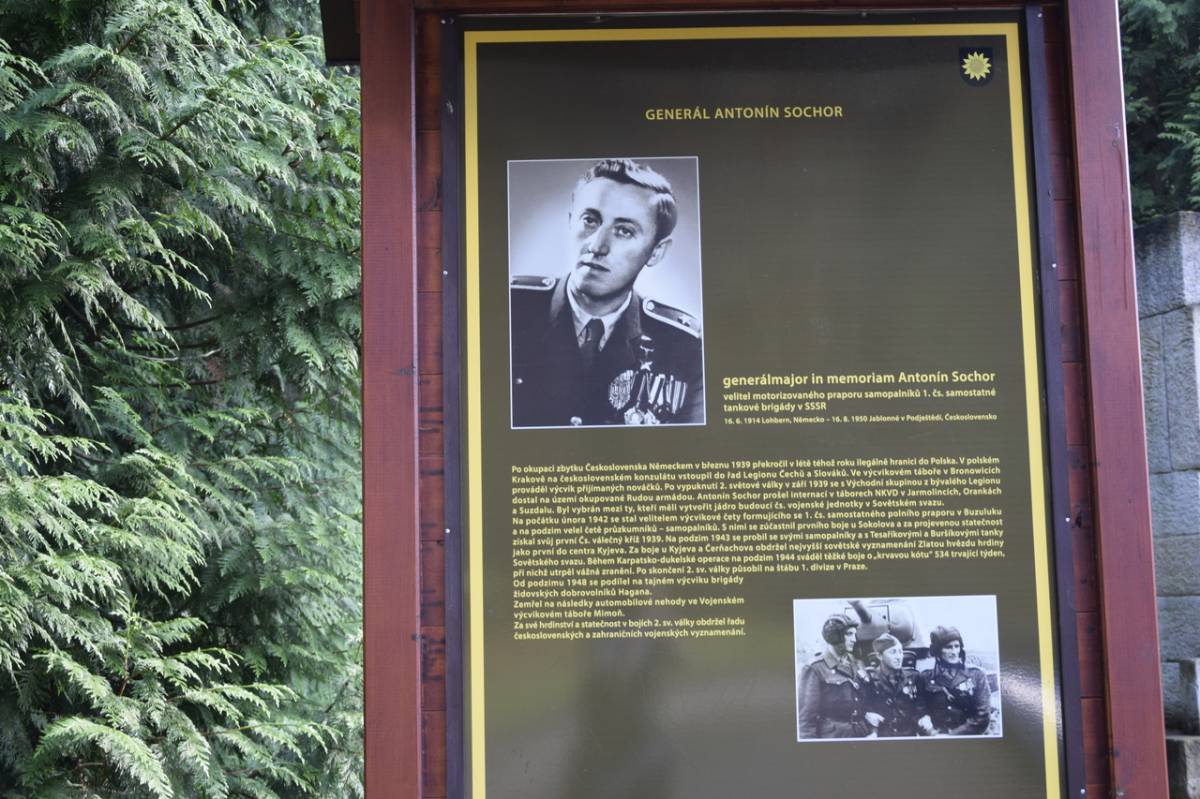 GENERÁL ANTONÍN SOCHOR
generálmajor in memoriam Antonín Sochor
velitel motorizovaného praporu samopalníků 1. čs. samostatné
tankové brigády v SSSR
16. 6. 1914 Lohbern, Německo – 16. 8. 1950 Jablonné v Podještědí, Československo
Po okupaci zbytku Československa Německem v březnu 1939 překročil v létě téhož roku ilegálně hranici do Polska. V polském
Krakově na československém konzulátu vstoupil do řad Legionu Čechů a Slováků. Ve výcvikovém táboře v Bronowicích
prováděl výcvik přijímaných nováčků. Po vypuknutí 2. světové války v září 1939 se s Východní skupinou z bývalého Legionu
dostal na území okupované Rudou armádou. Antonín Sochor prošel internací v táborech NKVD v Jarmolincích, Orankách
a Suzdalu. Byl vybrán mezi ty, kteří měli vytvořit jádro budoucí čs. vojenské jednotky v Sovětském svazu.
Na počátku února 1942 se stal velitelem výcvikové čety formujícího se 1. čs. samostatného polního praporu v Buzuluku
a na podzim velel četě průzkumníků – samopalníků. S nimi se zúčastnil prvního boje u Sokolova a za projevenou statečnost
získal svůj první Čs. válečný kříž 1939. Na podzim 1943 se probil se svými samopalníky a s Tesaříkovými a Buršíkovými tanky
jako první do centra Kyjeva. Za boje u Kyjeva a Čerňachova obdržel nejvyšší sovětské vyznamenání Zlatou hvězdu hrdiny
Sovětského svazu. Během Karpatsko-dukelské operace na podzim 1944 sváděl těžké boje o „krvavou kótu“ 534 trvající týden,
při nichž utrpěl vážná zranění. Po skončení 2. sv. války působil na štábu 1. divize v Praze.
Od podzimu 1948 se podílel na tajném výcviku brigády
židovských dobrovolníků Hagana.
Zemřel na následky automobilové nehody ve Vojenském
výcvikovém táboře Mimoň.
Za své hrdinství a statečnost v bojích 2. sv. války obdržel řadu
československých a zahraničních vojenských vyznamenání.